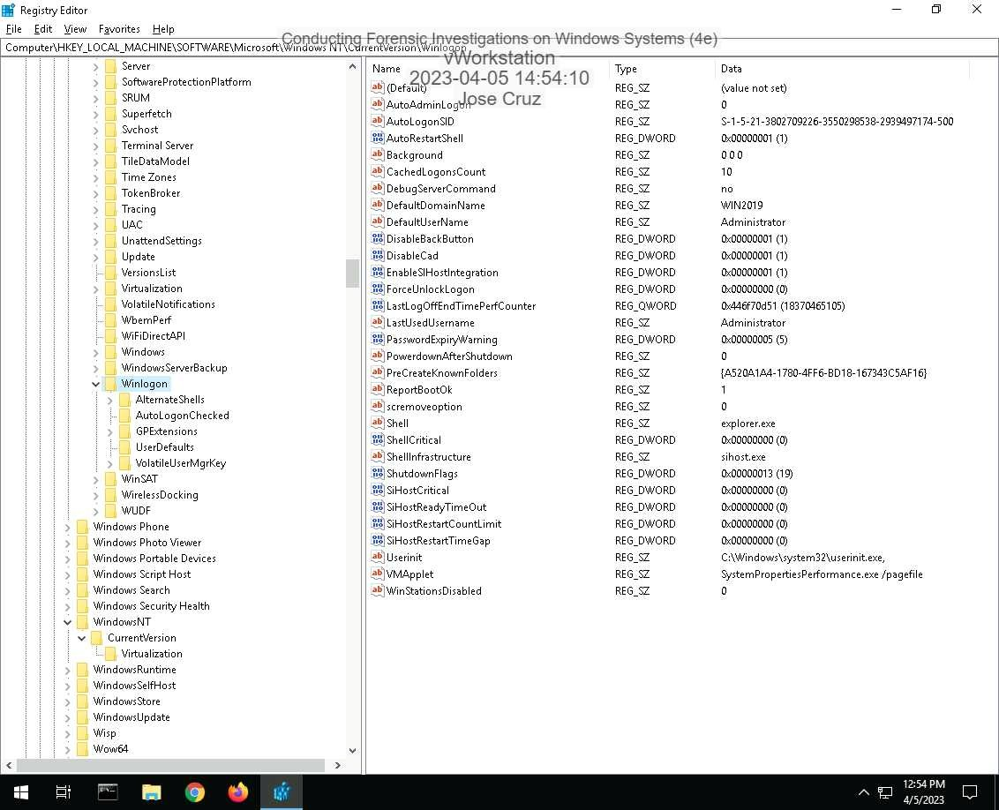 Registry Editor
File Edit View Favorites Help
Conducting Forensic Investigations on Windows Systems (4e)
Computer\HKEY_LOCAL_MACHINE\SOFTWARE\Microsoft\Windows NT\CurrentVersion\Winlogon
vWorkstation
2023-04-05 14:54:10
Jose Cruz
Server
SoftwareProtectionPlatform
SRUM
Superfetch
Svchost
Terminal Server
TileDataModel
Time Zones
TokenBroker
Tracing
UAC
UnattendSettings
Update
VersionsList
Virtualization
VolatileNotifications
WbemPerf
WiFiDirectAPI
Windows
WindowsServerBackup
Winlogon
AlternateShells
AutoLogonChecked
GPExtensions
UserDefaults
VolatileUserMgrKey
WinSAT
WirelessDocking
WUDF
Windows Phone
Windows Photo Viewer
Windows Portable Devices
Windows Script Host
Windows Search
Windows Security Health
WindowsNT
CurrentVersion
Virtualization
WindowsRuntime
WindowsSelfHost
WindowsStore
WindowsUpdate
Wisp
Wow64
Name Type Data
(Default) REG_SZ (value not set)
AutoAdminLogon REG_SZ 0
AutoLogonSID REG_SZ S-1-5-21-3802709226-3550298538-2939497174-500
AutoRestartShell REG_DWORD 0x00000001 (1)
Background REG_SZ 0 0 0
CachedLogonsCount REG_SZ 10
DebugServerCommand REG_SZ no
DefaultDomainName REG_SZ WIN2019
DefaultUserName REG_SZ Administrator
DisableBackButton REG_DWORD 0x00000001 (1)
DisableCad REG_DWORD 0x00000001 (1)
EnableSIHostIntegration REG_DWORD 0x00000001 (1)
ForceUnlockLogon REG_DWORD 0x00000000 (0)
LastLogOffEndTimePerfCounter REG_QWORD 0x446f70d51 (18370465105)
LastUsedUsername REG_SZ Administrator
PasswordExpiryWarning REG_DWORD 0x00000005 (5)
PowerdownAfterShutdown REG_SZ 0
PreCreateKnownFolders REG_SZ {A520A1A4-1780-4FF6-BD18-167343C5AF16}
ReportBootOk REG_SZ 1
scremoveoption REG_SZ 0
Shell REG_SZ explorer.exe
ShellCritical REG_DWORD 0x00000000 (0)
ShellInfrastructure REG_SZ sihost.exe
ShutdownFlags REG_DWORD 0x00000013 (19)
SiHostCritical REG_DWORD 0x00000000 (0)
SiHostReadyTimeOut REG_DWORD 0x00000000 (0)
SiHostRestartCountLimit REG_DWORD 0x00000000 (0)
SiHostRestartTimeGap REG_DWORD 0x00000000 (0)
Userinit REG_SZ C:\Windows\system32\userinit.exe,
VMApplet REG_SZ SystemPropertiesPerformance.exe /pagefile
WinStationsDisabled REG_SZ 0
12:54 PM
4/5/2023